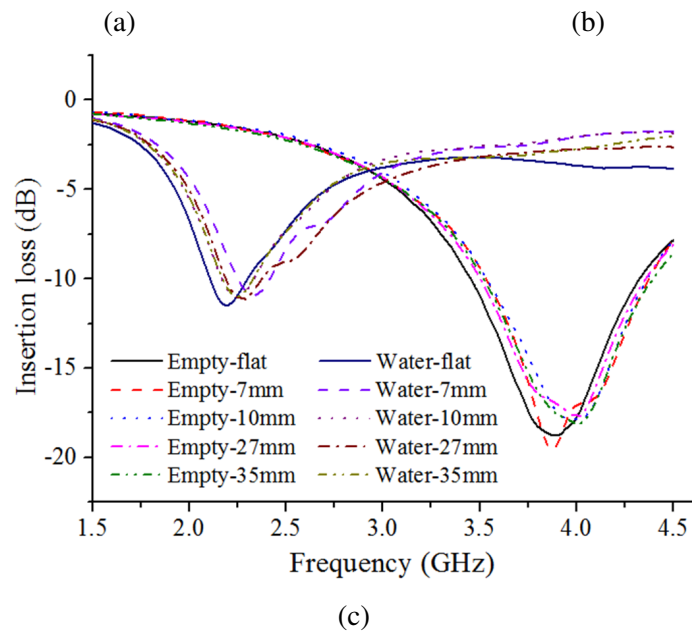 (a) (b)
0
-5
-10
-15
-20
Insertion loss (dB)
Empty-flat Water-flat
Empty-7mm Water-7mm
Empty-10mm Water-10mm
Empty-27mm Water-27mm
Empty-35mm Water-35mm
1.5 2.0 2.5 3.0 3.5 4.0 4.5
Frequency (GHz)
(c)